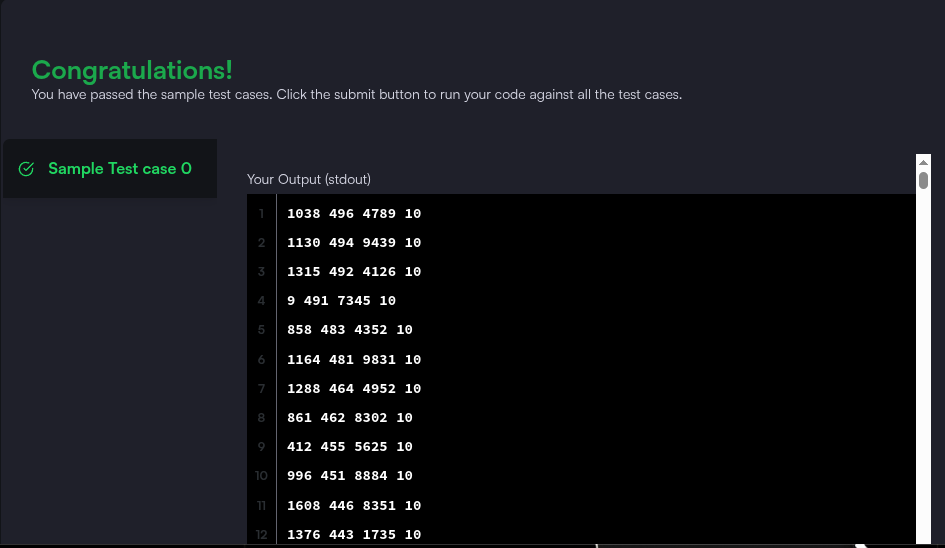 Congratulations!
You have passed the sample test cases. Click the submit button to run your code against all the test cases.
Sample Test case 0
Your Output (stdout)
1 1038 496 4789 10
2 1130 494 9439 10
3 1315 492 4126 10
4 9 491 7345 10
5 858 483 4352 10
6 1164 481 9831 10
7 1288 464 4952 10
8 861 462 8302 10
9 412 455 5625 10
10 996 451 8884 10
11 1608 446 8351 10
12 1376 443 1735 10